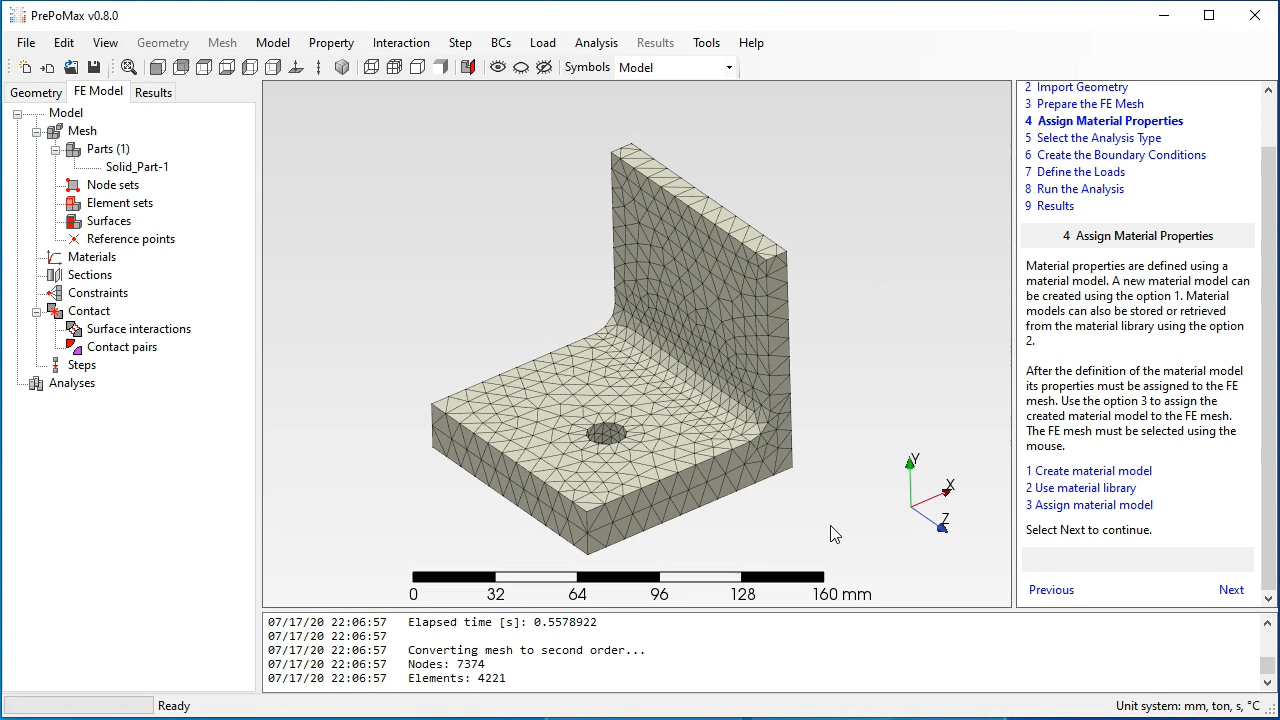 PrePoMax v0.8.0
File Edit View Geometry Mesh Model Property Interaction Step BCs Load Analysis Results Tools Help
Symbols Model
Geometry FE Model Results
Model
Mesh
Parts (1)
Solid_Part-1
Node sets
Element sets
Surfaces
Reference points
Materials
Sections
Constraints
Contact
Surface interactions
Contact pairs
Steps
Analyses
Y
X
Z
0 32 64 96 128 160 mm
2 Import Geometry
3 Prepare the FE Mesh
4 Assign Material Properties
5 Select the Analysis Type
6 Create the Boundary Conditions
7 Define the Loads
8 Run the Analysis
9 Results
4 Assign Material Properties
Material properties are defined using a
material model. A new material model can
be created using the option 1. Material
models can also be stored or retrieved
from the material library using the option
2.
After the definition of the material model
its properties must be assigned to the FE
mesh. Use the option 3 to assign the
created material model to the FE mesh.
The FE mesh must be selected using the
mouse.
1 Create material model
2 Use material library
3 Assign material model
Select Next to continue.
Previous Next
07/17/20 22:06:57 Elapsed time [s]: 0.5578922
07/17/20 22:06:57
07/17/20 22:06:57 Converting mesh to second order...
07/17/20 22:06:57 Nodes: 7374
07/17/20 22:06:57 Elements: 4221
Ready
Unit system: mm, ton, s, °C